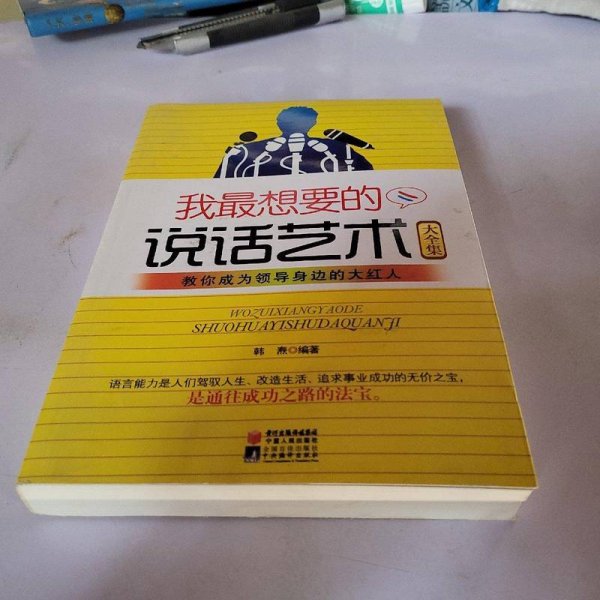 我最想要的
说话艺术
大全集
教你成为领导身边的大红人
WOZUIXIANGYAODE
SHUOHUAYISHUDAQUANJI
韩 燕◎编著
语言能力是人们驾驭人生、改造生活、追求事业成功的无价之宝,
是通往成功之路的法宝。